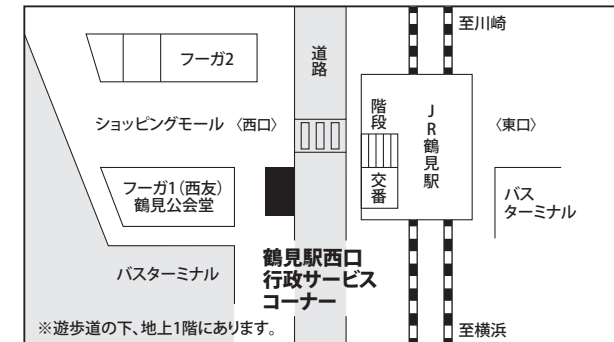 至川崎
フーガ2
道路
ショッピングモール 〈西口〉
階段
JR鶴見駅
〈東口〉
フーガ1（西友）
鶴見公会堂
交番
バス
ターミナル
バスターミナル
鶴見駅西口
行政サービス
コーナー
※遊歩道の下、地上1階にあります。
至横浜